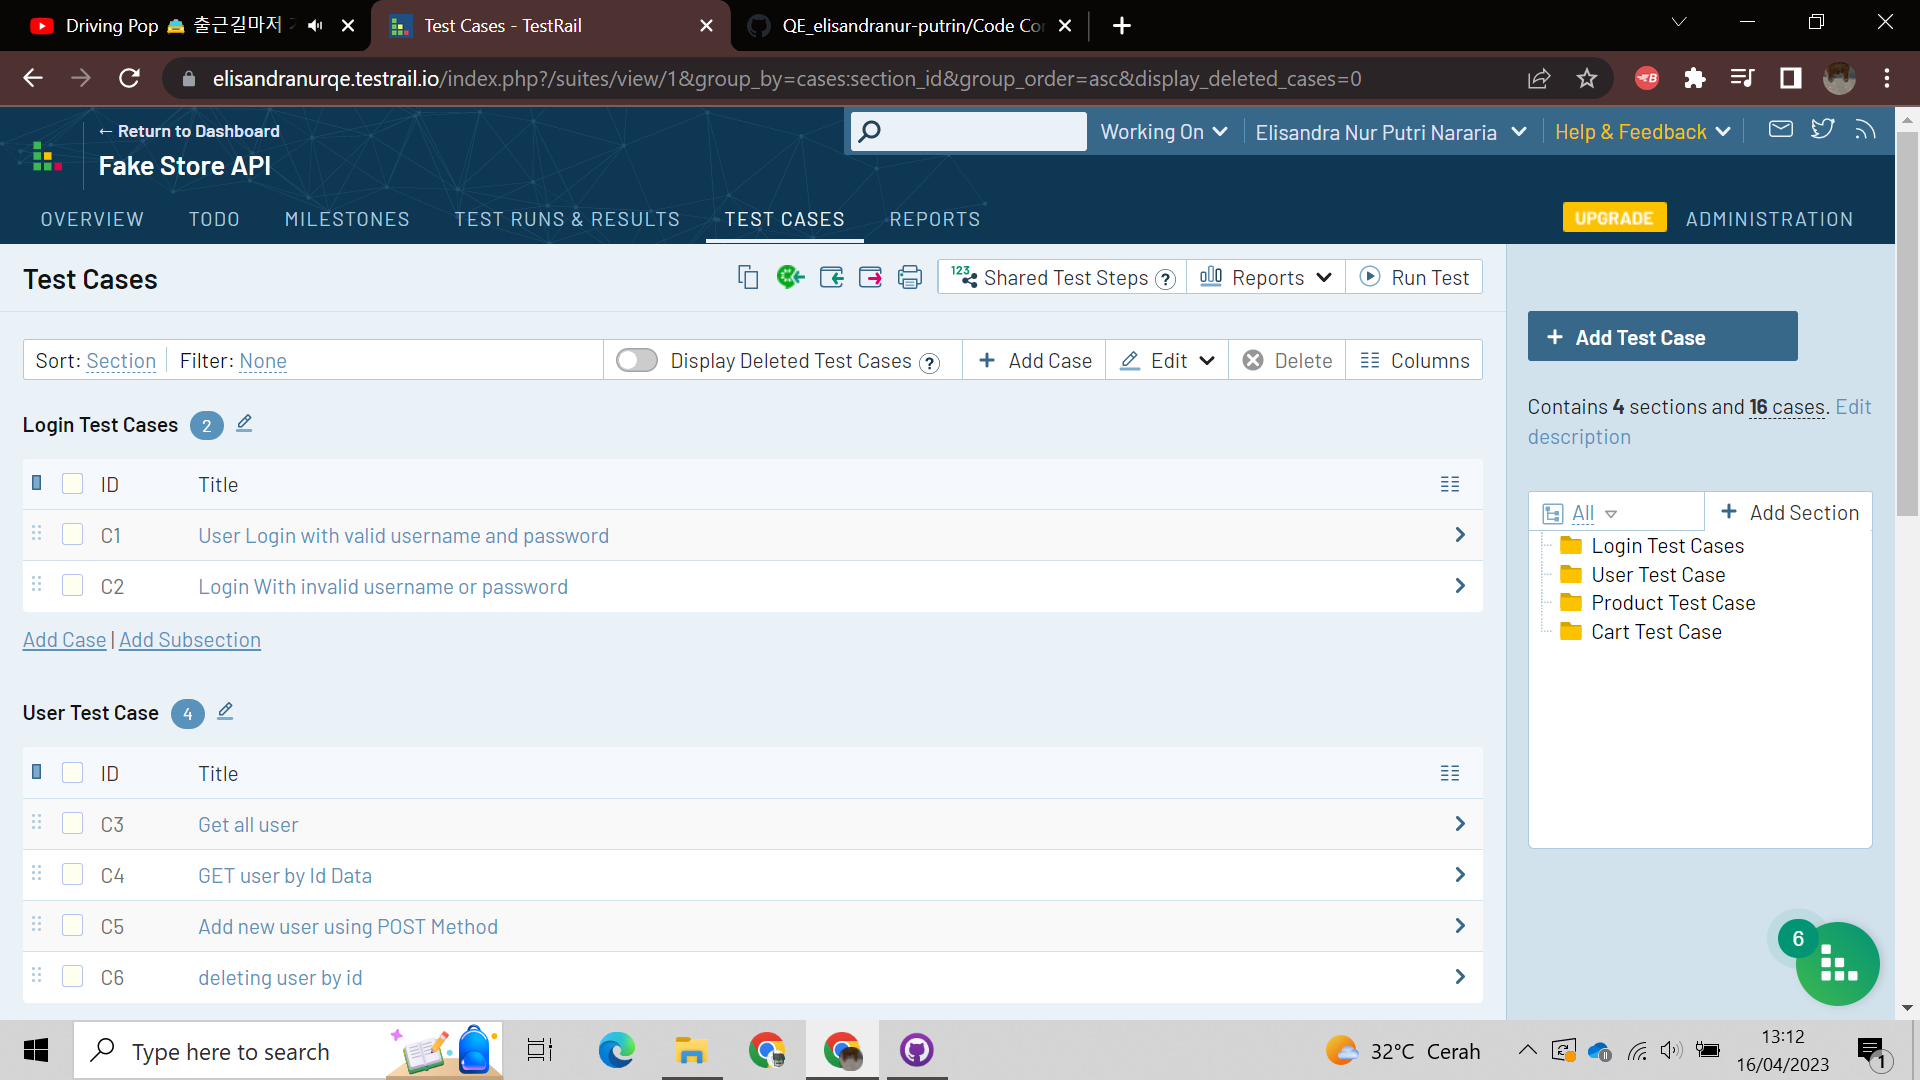 Driving Pop 🚖 출근길마저
Test Cases - TestRail
QE_elisandranur-putrin/Code Co
elisandranurqe.testrail.io/index.php?/suites/view/1&group_by=cases:section_id&group_order=asc&display_deleted_cases=0
← Return to Dashboard
Fake Store API
Working On
Elisandra Nur Putri Nararia
Help & Feedback
OVERVIEW
TODO
MILESTONES
TEST RUNS & RESULTS
TEST CASES
REPORTS
UPGRADE
ADMINISTRATION
Test Cases
123 Shared Test Steps ?
Reports
Run Test
Sort: Section
Filter: None
Display Deleted Test Cases ?
+ Add Case
Edit
Delete
Columns
Login Test Cases 2
ID Title
C1 User Login with valid username and password
C2 Login With invalid username or password
Add Case | Add Subsection
User Test Case 4
ID Title
C3 Get all user
C4 GET user by Id Data
C5 Add new user using POST Method
C6 deleting user by id
+ Add Test Case
Contains 4 sections and 16 cases. Edit
description
All
+ Add Section
Login Test Cases
User Test Case
Product Test Case
Cart Test Case
6
Type here to search
32°C Cerah
13:12
16/04/2023
1